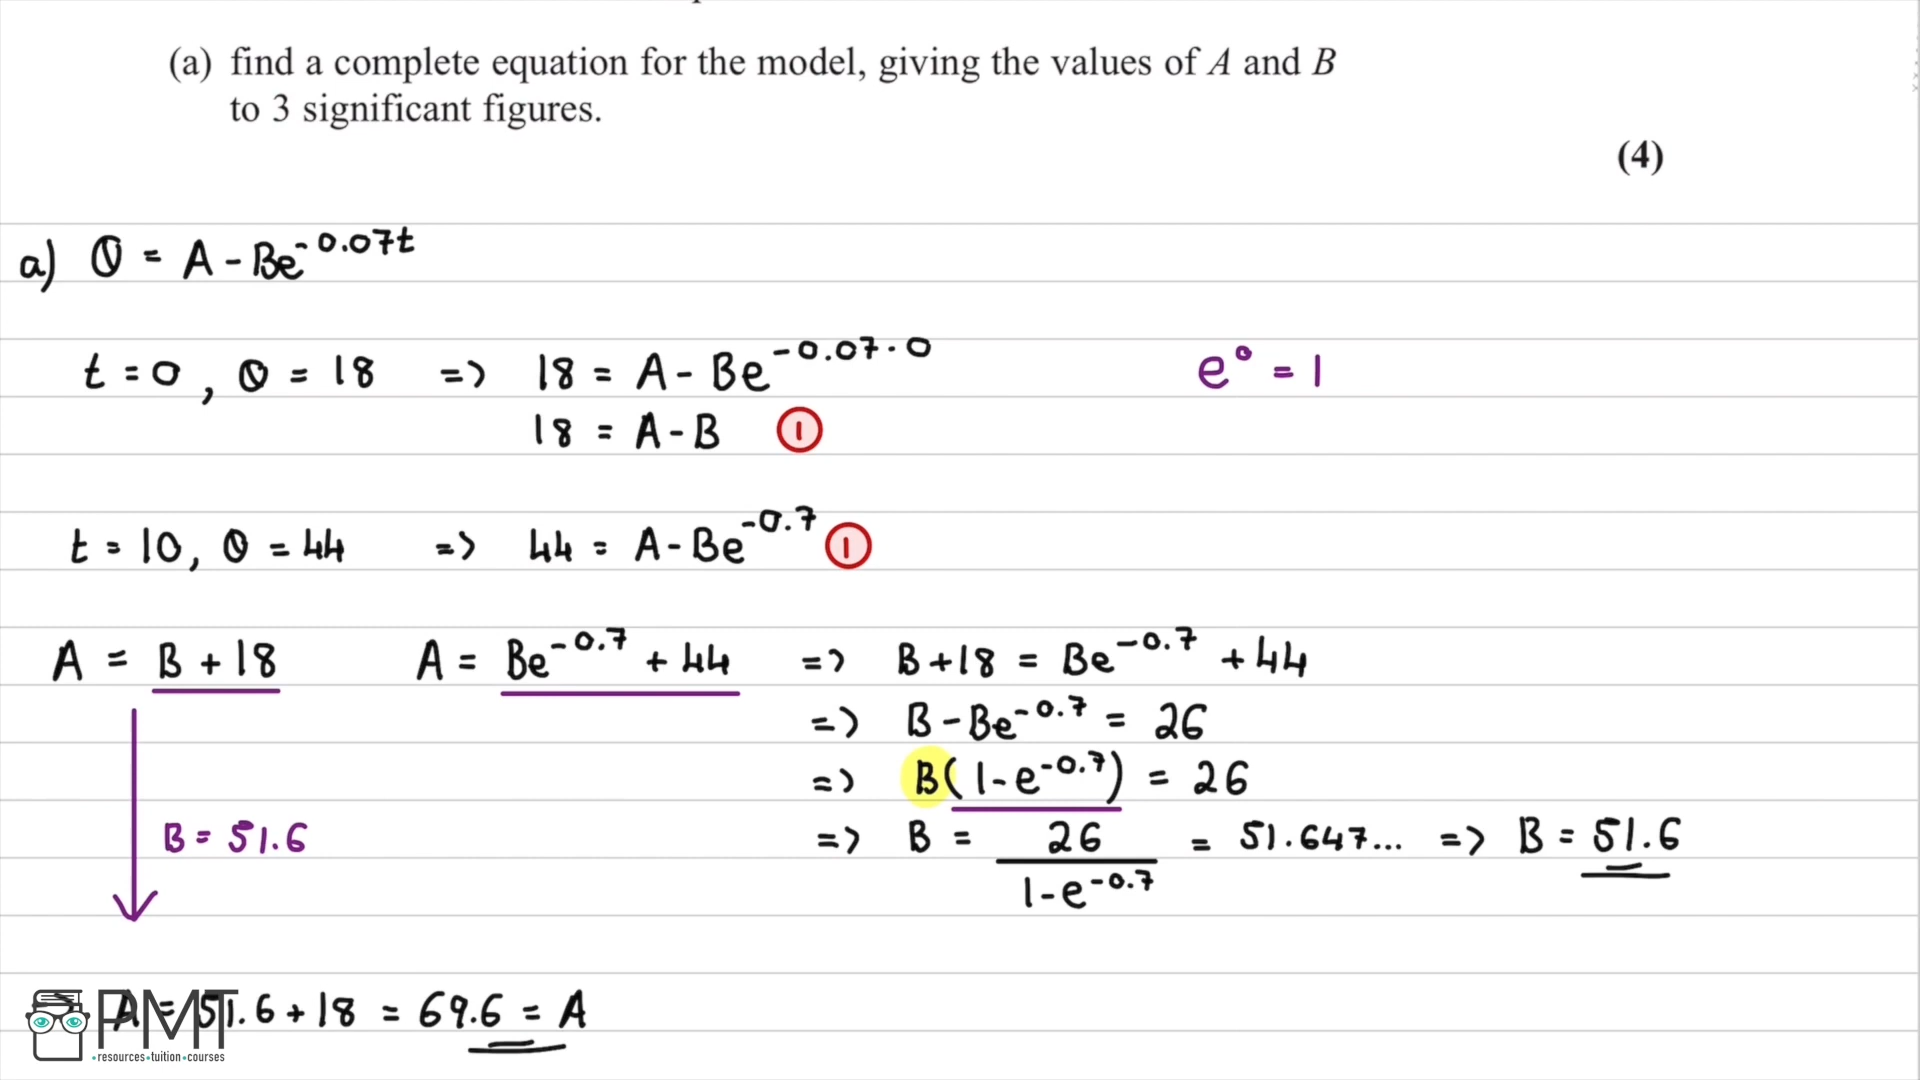 (a) find a complete equation for the model, giving the values of A and B
to 3 significant figures.
(4)
a) θ = A - Be^-0.07t
t = 0, θ = 18 => 18 = A - Be^-0.07·0 e^0 = 1
18 = A - B ①
t = 10, θ = 44 => 44 = A - Be^-0.7 ①
A = B + 18 A = Be^-0.7 + 44 => B + 18 = Be^-0.7 + 44
=> B - Be^-0.7 = 26
=> B(1 - e^-0.7) = 26
B = 51.6 => B = 26/(1 - e^-0.7) = 51.647... => B = 51.6
A = 51.6 + 18 = 69.6 = A
PMT
resources•tuition•courses